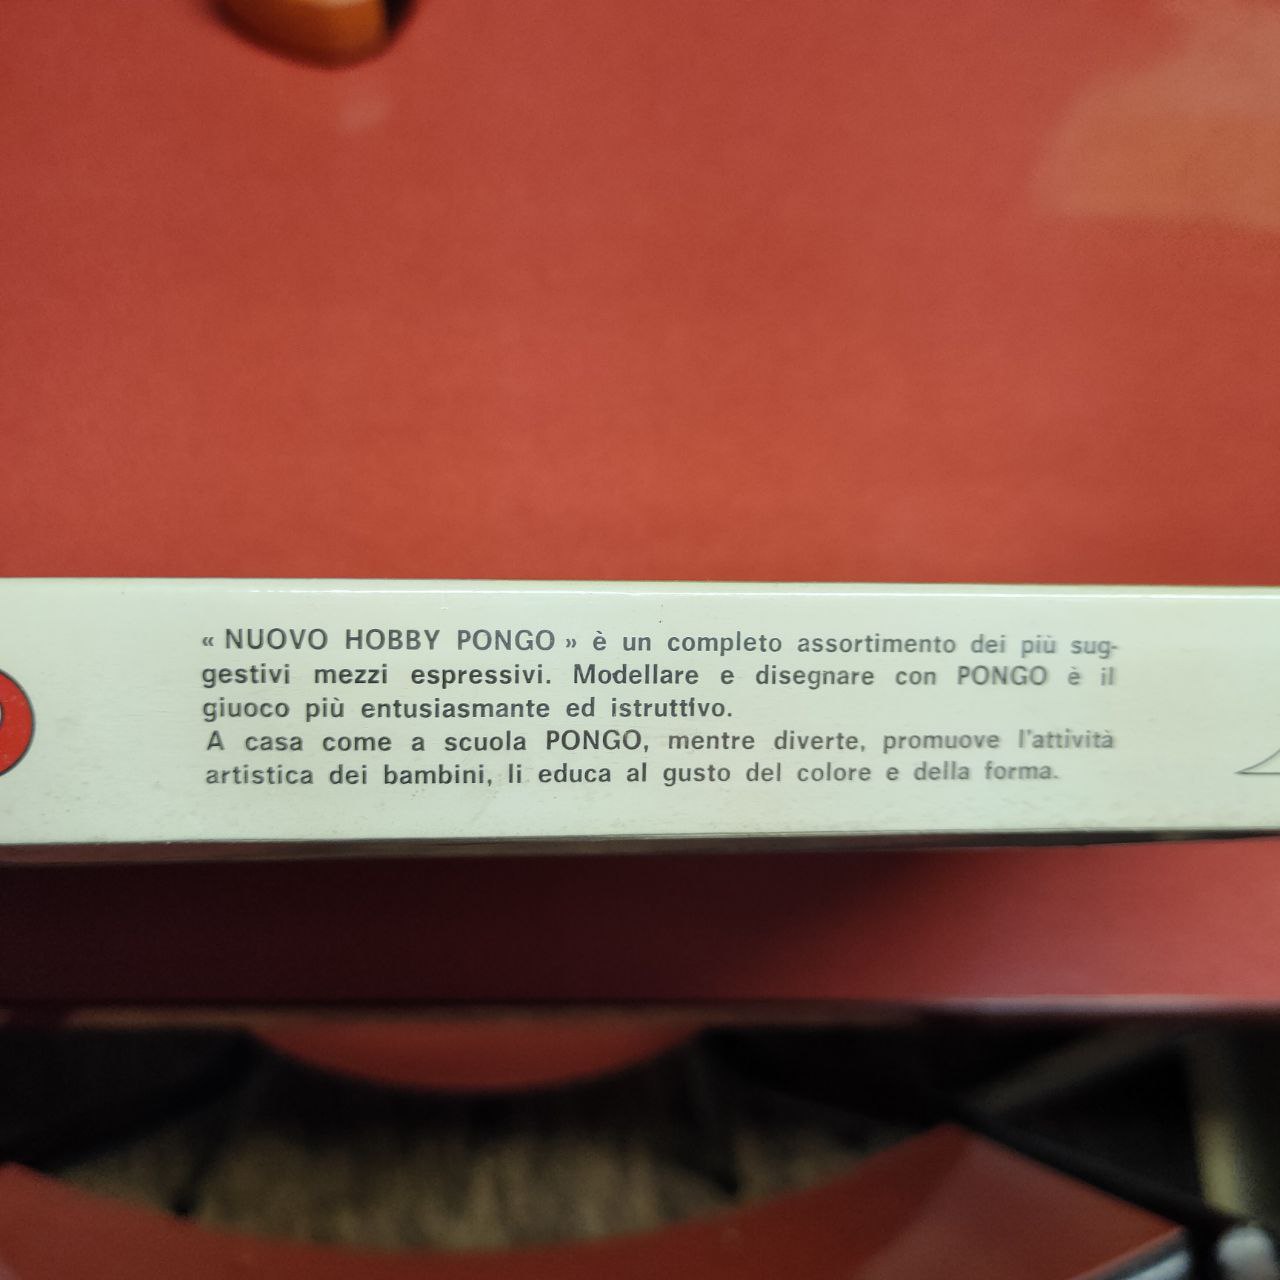 « NUOVO HOBBY PONGO » è un completo assortimento dei più sug-
gestivi mezzi espressivi. Modellare e disegnare con PONGO è il
giuoco più entusiasmante ed istruttivo.
A casa come a scuola PONGO, mentre diverte, promuove l'attività
artistica dei bambini, li educa al gusto del colore e della forma.